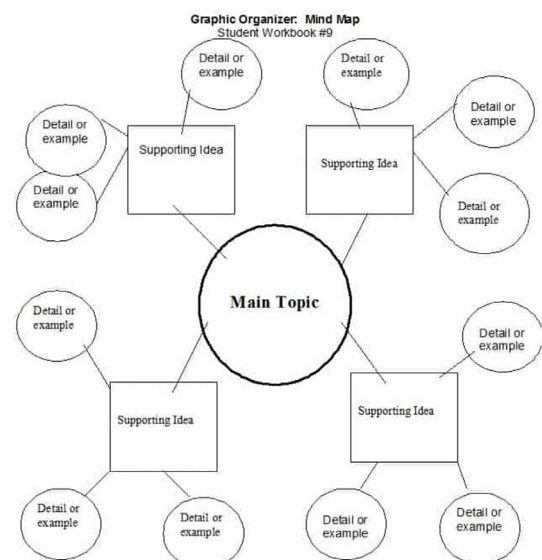 Graphic Organizer: Mind Map
Student Workbook #9
Detail or
example
Detail or
example
Detail or
example
Supporting Idea
Detail or
example
Detail or
example
Supporting Idea
Detail or
example
Main Topic
Detail or
example
Supporting Idea
Detail or
example
Detail or
example
Detail or
example
Supporting Idea
Detail or
example
Detail or
example